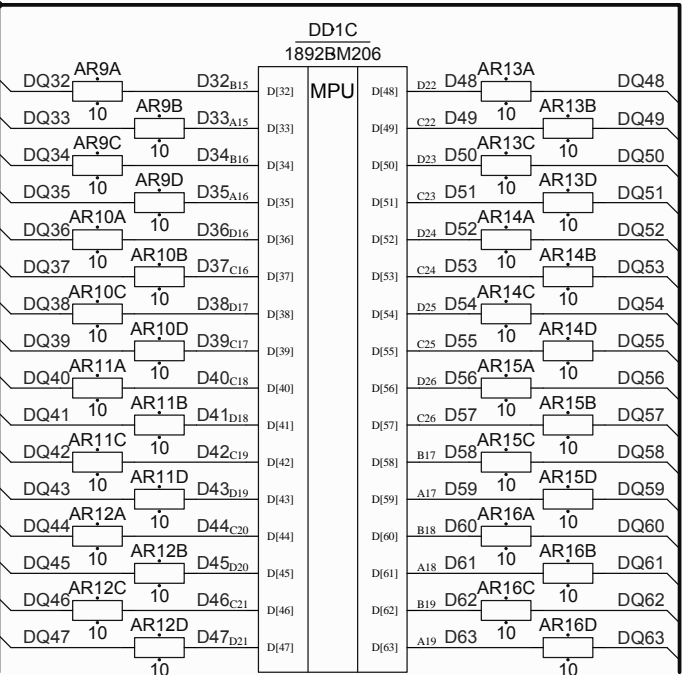 DD1C
1892BM206
MPU
DQ32 AR9A 10 D32 B15 D[32] D[48] D22 D48 AR13A 10 DQ48
DQ33 AR9B 10 D33 A15 D[33] D[49] C22 D49 AR13B 10 DQ49
DQ34 AR9C 10 D34 B16 D[34] D[50] D23 D50 AR13C 10 DQ50
DQ35 AR9D 10 D35 A16 D[35] D[51] C23 D51 AR13D 10 DQ51
DQ36 AR10A 10 D36 D16 D[36] D[52] D24 D52 AR14A 10 DQ52
DQ37 AR10B 10 D37 C16 D[37] D[53] C24 D53 AR14B 10 DQ53
DQ38 AR10C 10 D38 D17 D[38] D[54] D25 D54 AR14C 10 DQ54
DQ39 AR10D 10 D39 C17 D[39] D[55] C25 D55 AR14D 10 DQ55
DQ40 AR11A 10 D40 C18 D[40] D[56] D26 D56 AR15A 10 DQ56
DQ41 AR11B 10 D41 D18 D[41] D[57] C26 D57 AR15B 10 DQ57
DQ42 AR11C 10 D42 C19 D[42] D[58] B17 D58 AR15C 10 DQ58
DQ43 AR11D 10 D43 D19 D[43] D[59] A17 D59 AR15D 10 DQ59
DQ44 AR12A 10 D44 C20 D[44] D[60] B18 D60 AR16A 10 DQ60
DQ45 AR12B 10 D45 D20 D[45] D[61] A18 D61 AR16B 10 DQ61
DQ46 AR12C 10 D46 C21 D[46] D[62] B19 D62 AR16C 10 DQ62
DQ47 AR12D 10 D47 D21 D[47] D[63] A19 D63 AR16D 10 DQ63